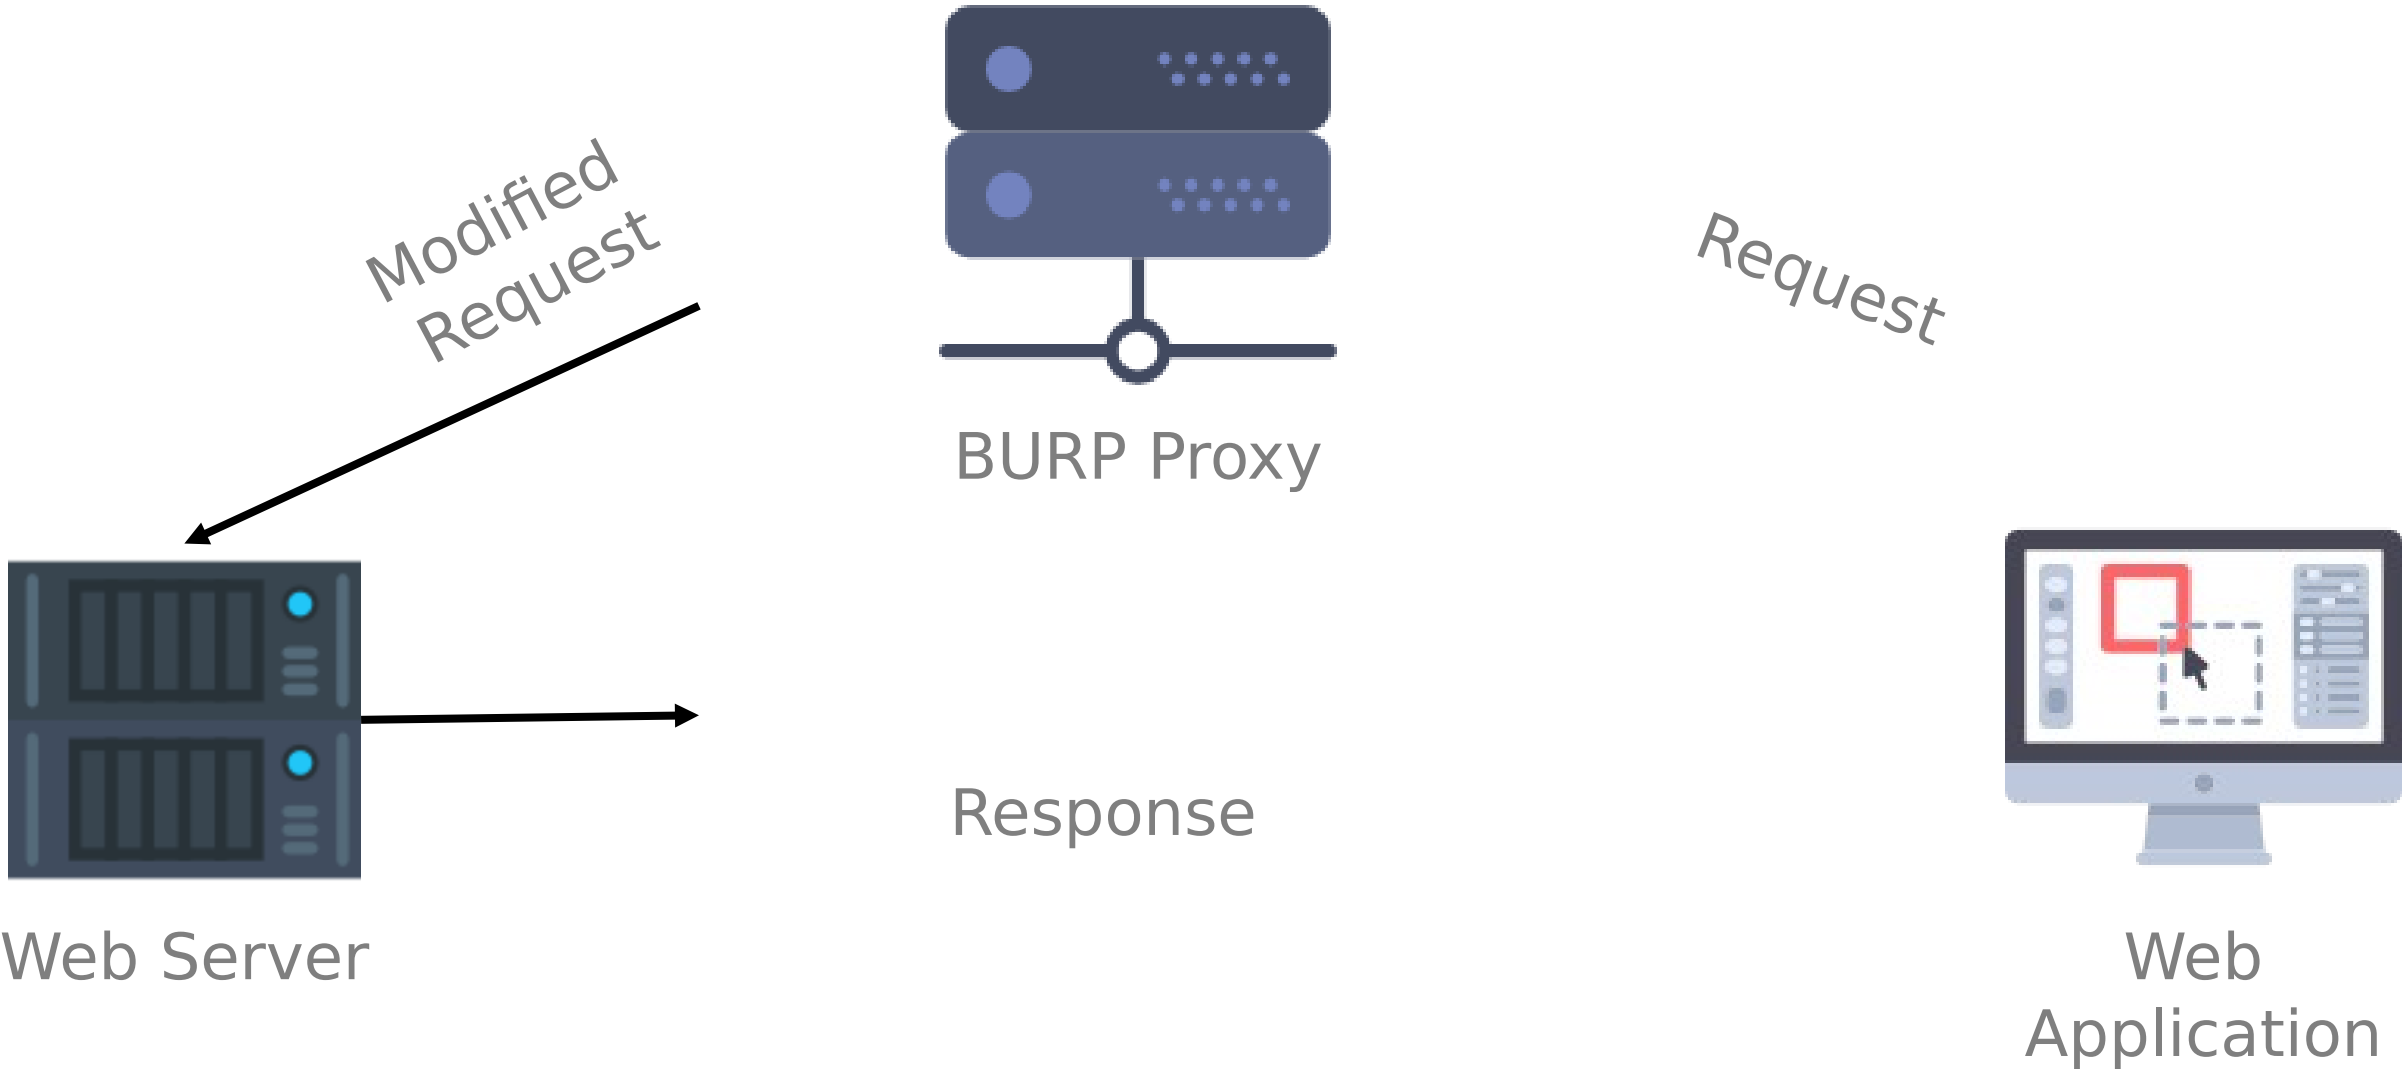 Modified
Request
Request
BURP Proxy
Response
Web Server
Web
Application